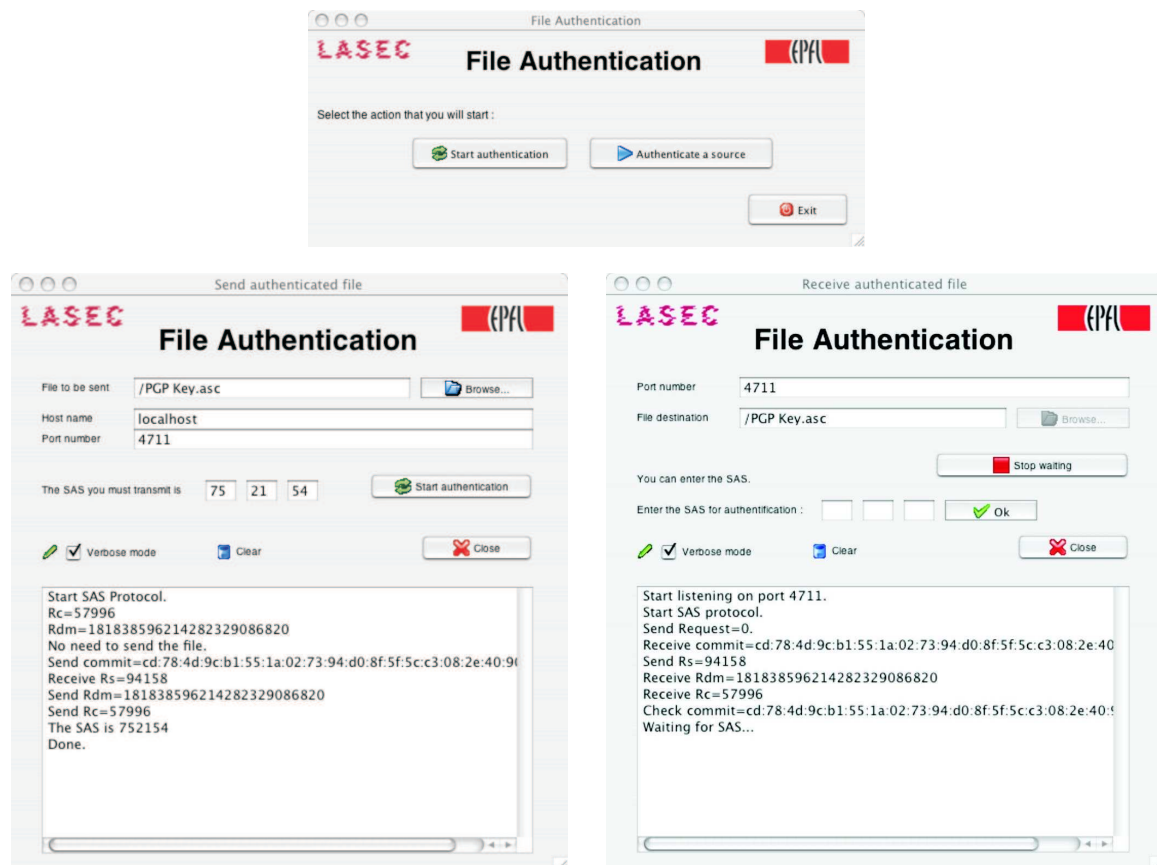 File Authentication
LASEC
File Authentication
EPFL
Select the action that you will start :
Start authentication
Authenticate a source
Exit
Send authenticated file
LASEC
File Authentication
EPFL
File to be sent /PGP Key.asc Browse...
Host name localhost
Port number 4711
The SAS you must transmit is 75 21 54 Start authentication
Verbose mode Clear Close
Start SAS Protocol.
Rc=57996
Rdm=181838596214282329086820
No need to send the file.
Send commit=cd:78:4d:9c:b1:55:1a:02:73:94:d0:8f:5f:5c:c3:08:2e:40:
Receive Rs=94158
Send Rdm=181838596214282329086820
Send Rc=57996
The SAS is 752154
Done.
Receive authenticated file
LASEC
File Authentication
EPFL
Port number 4711
File destination /PGP Key.asc Browse...
Stop waiting
You can enter the SAS.
Enter the SAS for authentification : Ok
Verbose mode Clear Close
Start listening on port 4711.
Start SAS protocol.
Send Request=0.
Receive commit=cd:78:4d:9c:b1:55:1a:02:73:94:d0:8f:5f:5c:c3:08:2e:40
Send Rs=94158
Receive Rdm=181838596214282329086820
Receive Rc=57996
Check commit=cd:78:4d:9c:b1:55:1a:02:73:94:d0:8f:5f:5c:c3:08:2e:40:
Waiting for SAS...